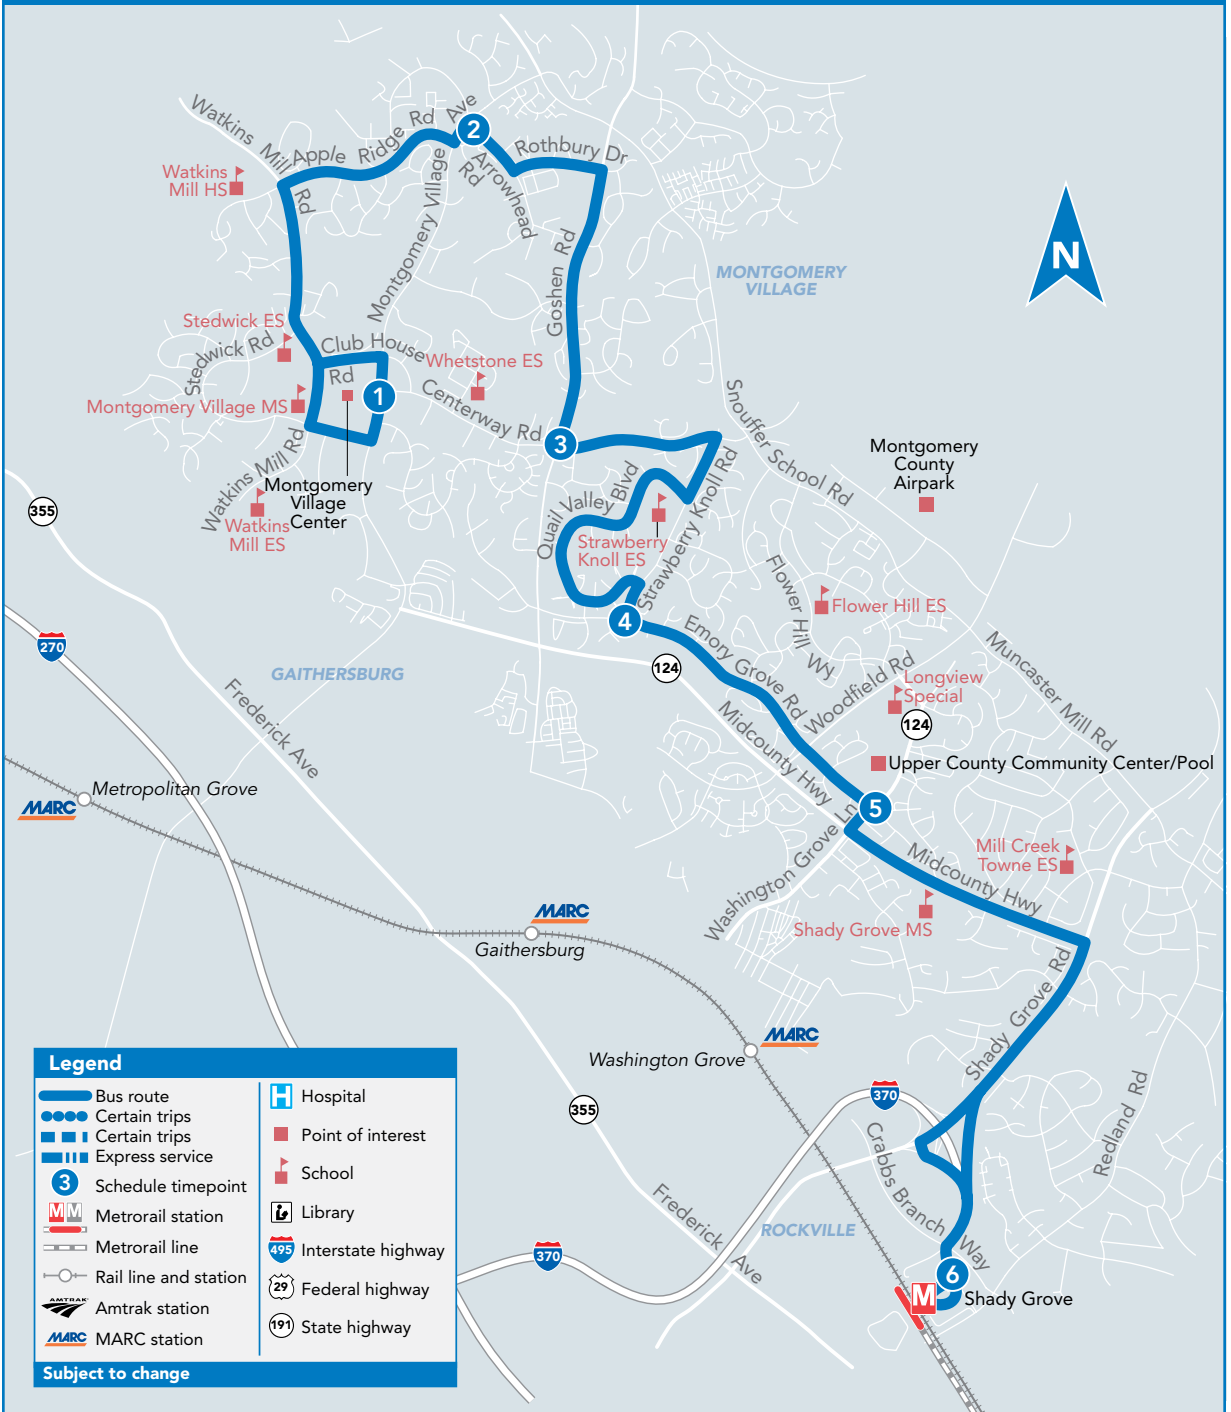 Watkins Mill Rd
Apple Ridge Rd
Montgomery Village Ave
2
Arrowhead Rd
Rothbury Dr
Watkins
Mill HS
Goshen Rd
MONTGOMERY
VILLAGE
N
Stedwick ES
Stedwick Rd
Club House
Rd
Whetstone ES
1
Montgomery Village MS
Centerway Rd
3
Snouffer School Rd
Montgomery
County
Airpark
Watkins Mill Rd
Montgomery
Village
Center
Watkins
Mill ES
355
Quail Valley Blvd
Strawberry
Knoll ES
Strawberry Knoll Rd
Flower Hill Wy
Flower Hill ES
4
Emory Grove Rd
Muncaster Mill Rd
270
GAITHERSBURG
124
Woodfield Rd
Longview
Special
124
Frederick Ave
Midcounty Hwy
Upper County Community Center/Pool
Metropolitan Grove
MARC
5
Washington Grove Ln
Midcounty Hwy
Mill Creek
Towne ES
MARC
Gaithersburg
Shady Grove MS
Shady Grove Rd
MARC
Washington Grove
370
355
Crabbs Branch Way
Redland Rd
Frederick Ave
ROCKVILLE
370
6
M
Shady Grove
Legend
Bus route
Certain trips
Certain trips
Express service
3 Schedule timepoint
M M Metrorail station
Metrorail line
Rail line and station
AMTRAK Amtrak station
MARC MARC station
H Hospital
Point of interest
School
Library
495 Interstate highway
29 Federal highway
191 State highway
Subject to change